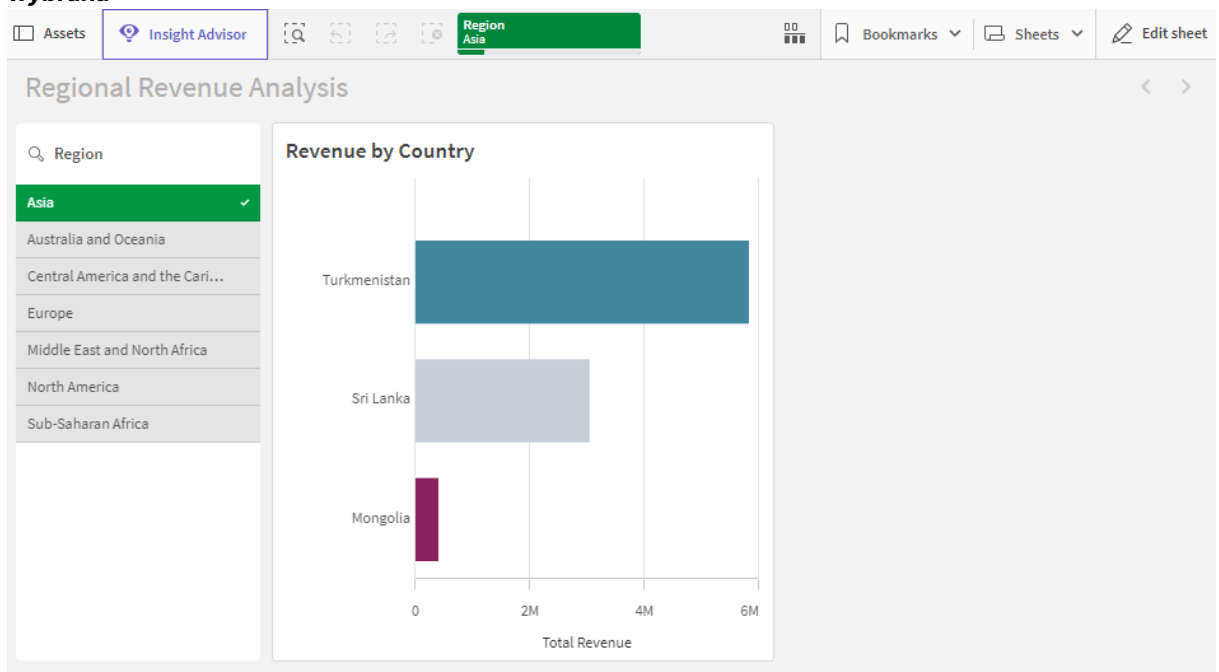 Assets
Insight Advisor
Region
Asia
Bookmarks
Sheets
Edit sheet
Regional Revenue Analysis
Region
Asia
Australia and Oceania
Central America and the Cari...
Europe
Middle East and North Africa
North America
Sub-Saharan Africa
Revenue by Country
Turkmenistan
Sri Lanka
Mongolia
0 2M 4M 6M
Total Revenue